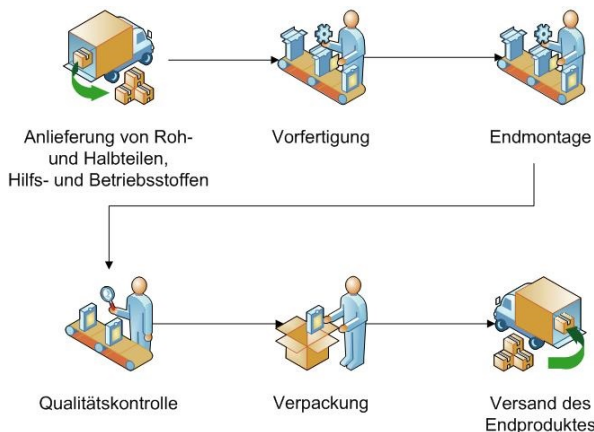 Anlieferung von Roh-
und Halbteilen,
Hilfs- und Betriebsstoffen
Vorfertigung
Endmontage
Qualitätskontrolle
Verpackung
Versand des
Endproduktes